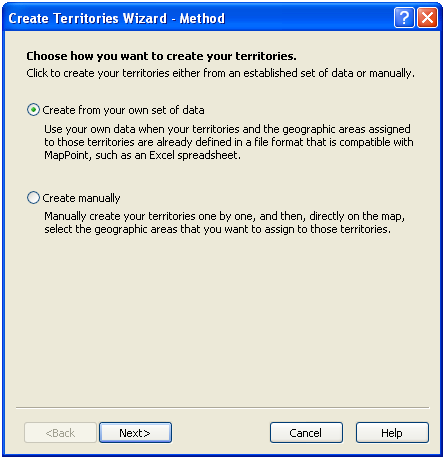 Create Territories Wizard - Method
Choose how you want to create your territories.
Click to create your territories either from an established set of data or manually.
Create from your own set of data
Use your own data when your territories and the geographic areas assigned
to those territories are already defined in a file format that is compatible with
MapPoint, such as an Excel spreadsheet.
Create manually
Manually create your territories one by one, and then, directly on the map,
select the geographic areas that you want to assign to those territories.
<Back
Next>
Cancel
Help